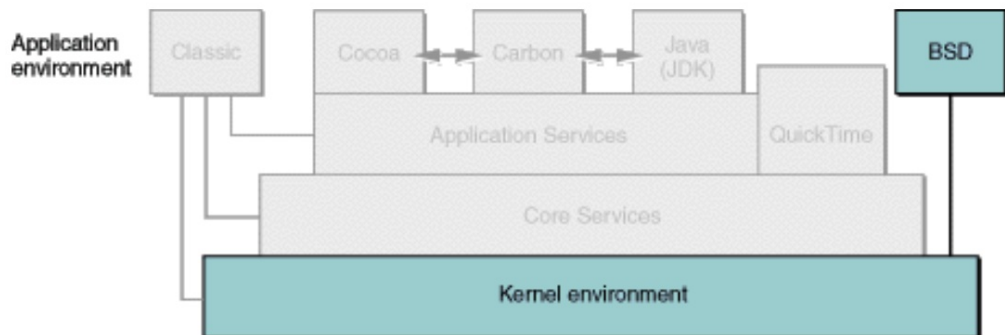 Application
environment
Classic
Cocoa
Carbon
Java
(JDK)
BSD
Application Services
QuickTime
Core Services
Kernel environment